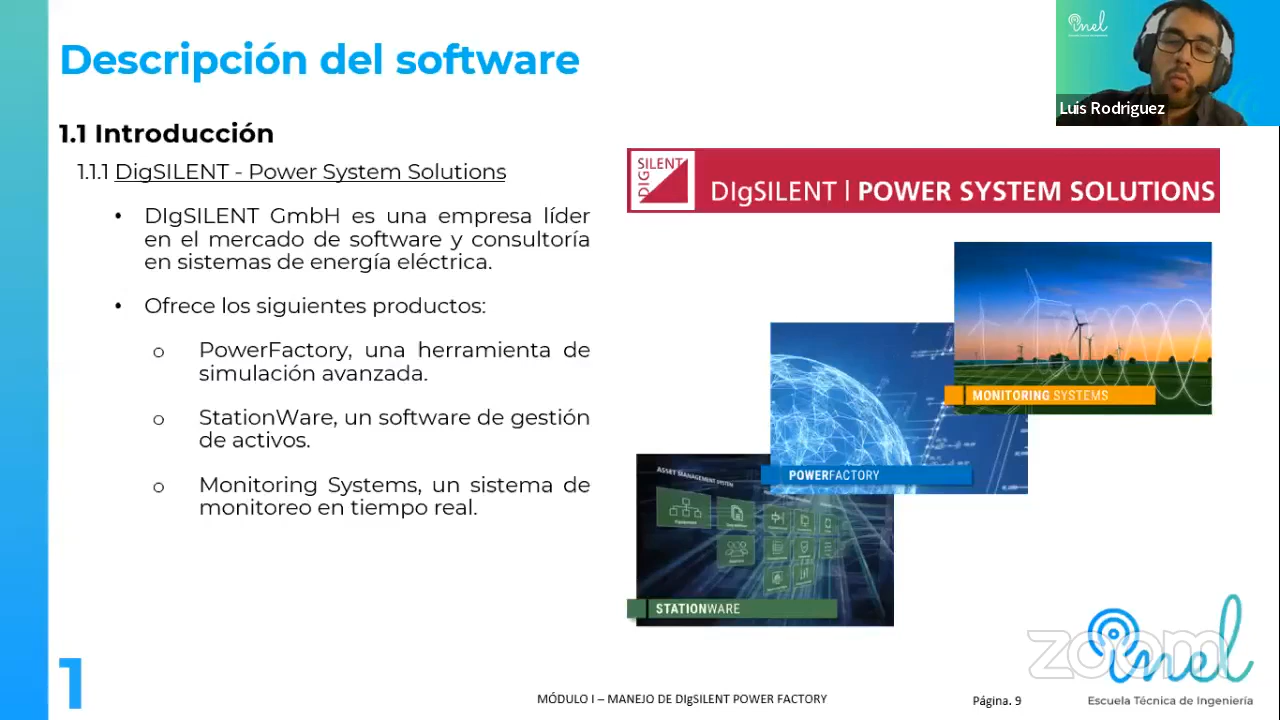 Descripción del software
inel
Luis Rodriguez
1.1 Introducción
1.1.1 DigSILENT - Power System Solutions
• DIgSILENT GmbH es una empresa líder
en el mercado de software y consultoría
en sistemas de energía eléctrica.
• Ofrece los siguientes productos:
o PowerFactory, una herramienta de
simulación avanzada.
o StationWare, un software de gestión
de activos.
o Monitoring Systems, un sistema de
monitoreo en tiempo real.
DIgSILENT
DIgSILENT | POWER SYSTEM SOLUTIONS
MONITORING SYSTEMS
POWERFACTORY
ASSET MANAGEMENT SYSTEM
STATIONWARE
zoom
inel
Escuela Técnica de Ingeniería
1
MÓDULO I – MANEJO DE DIgSILENT POWER FACTORY
Página. 9